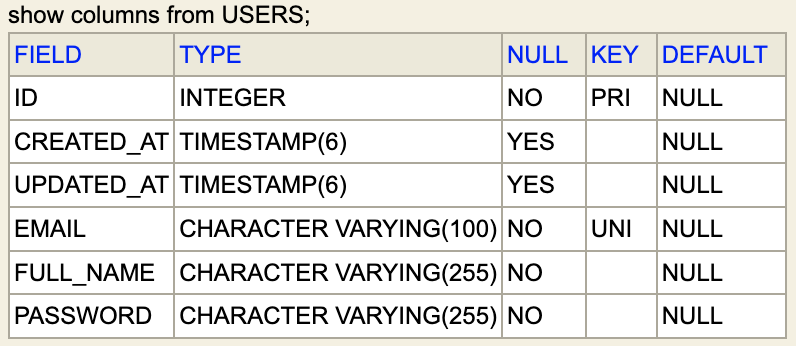 show columns from USERS;
FIELD TYPE NULL KEY DEFAULT
ID INTEGER NO PRI NULL
CREATED_AT TIMESTAMP(6) YES NULL
UPDATED_AT TIMESTAMP(6) YES NULL
EMAIL CHARACTER VARYING(100) NO UNI NULL
FULL_NAME CHARACTER VARYING(255) NO NULL
PASSWORD CHARACTER VARYING(255) NO NULL